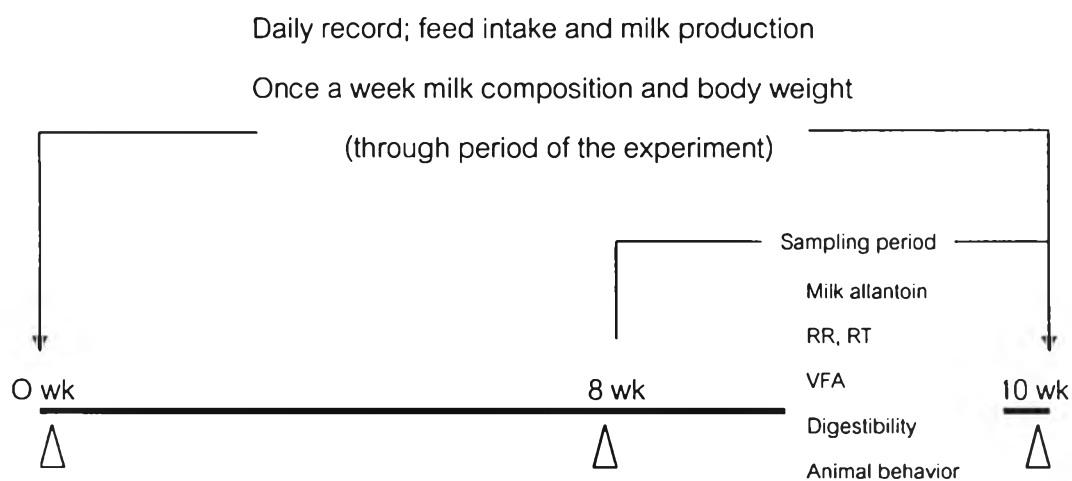 Daily record; feed intake and milk production
Once a week milk composition and body weight
(through period of the experiment)
Sampling period
Milk allantoin
RR, RT
VFA
Digestibility
Animal behavior
O wk
8 wk
10 wk